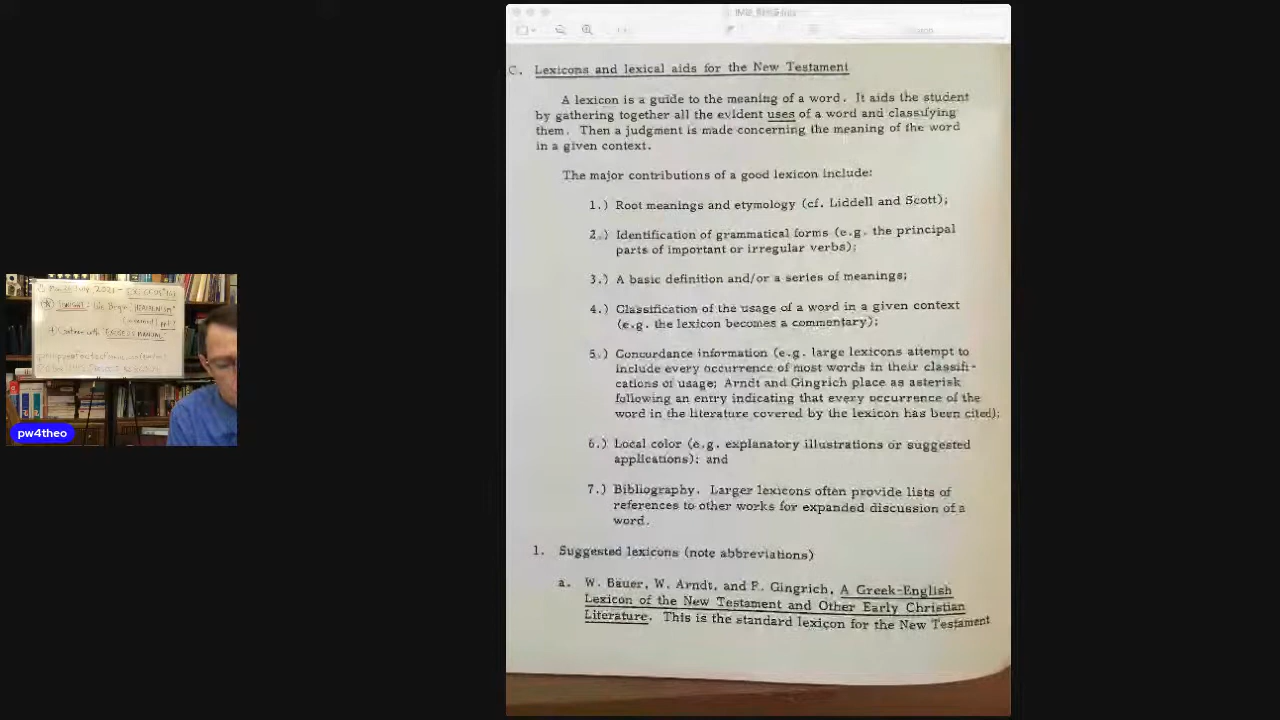 C. Lexicons and lexical aids for the New Testament
A lexicon is a guide to the meaning of a word. It aids the student
by gathering together all the evident uses of a word and classifying
them. Then a judgment is made concerning the meaning of the word
in a given context.
The major contributions of a good lexicon include:
1.) Root meanings and etymology (cf. Liddell and Scott);
2.) Identification of grammatical forms (e.g. the principal
parts of important or irregular verbs);
3.) A basic definition and/or a series of meanings;
4.) Classification of the usage of a word in a given context
(e.g. the lexicon becomes a commentary);
5.) Concordance information (e.g. large lexicons attempt to
include every occurrence of most words in their classifi-
cations of usage; Arndt and Gingrich place as asterisk
following an entry indicating that every occurrence of the
word in the literature covered by the lexicon has been cited);
6.) Local color (e.g. explanatory illustrations or suggested
applications); and
7.) Bibliography. Larger lexicons often provide lists of
references to other works for expanded discussion of a
word.
1. Suggested lexicons (note abbreviations)
a. W. Bauer, W. Arndt, and F. Gingrich, A Greek-English
Lexicon of the New Testament and Other Early Christian
Literature. This is the standard lexicon for the New Testament
2021
TONIGHT: We Begin
Continue with
pw4theo